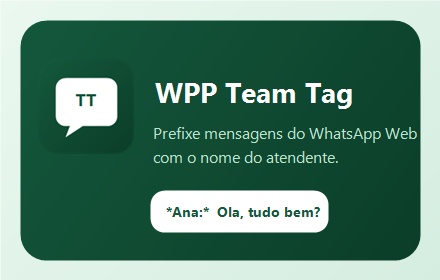 TT
WPP Team Tag
Prefixe mensagens do WhatsApp Web
com o nome do atendente.
*Ana:* Ola, tudo bem?